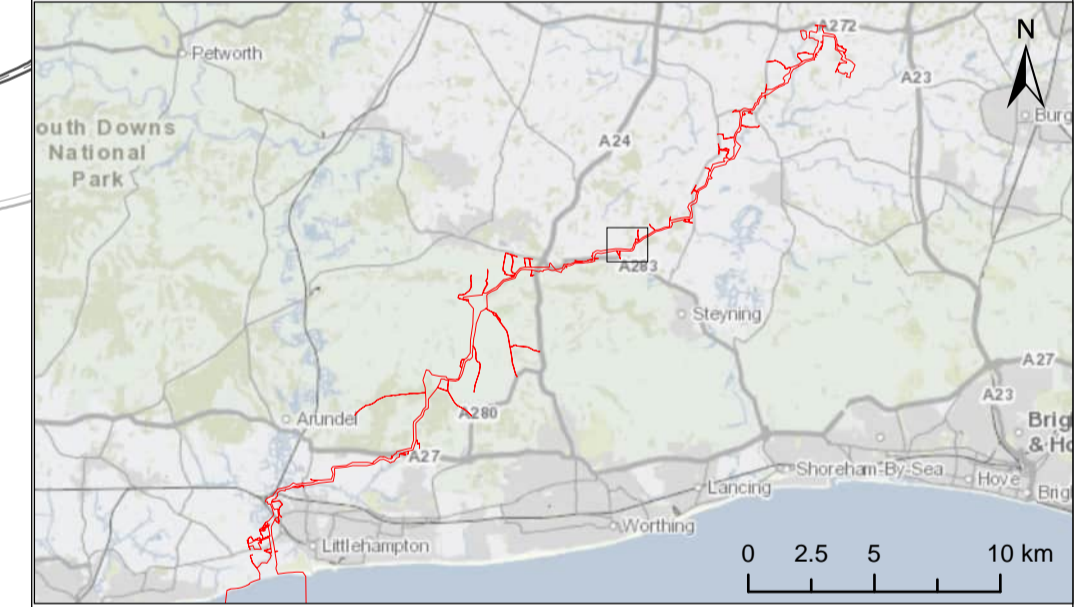 A272
N
Petworth
A23
Burg
outh Downs
National
Park
A24
A283
Steyning
A27
A23
Arundel
A280
Brig
& Ho
A27
Shoreham-By-Sea
Hove
Brig
Lancing
Worthing
Littlehampton
0 2.5 5 10 km